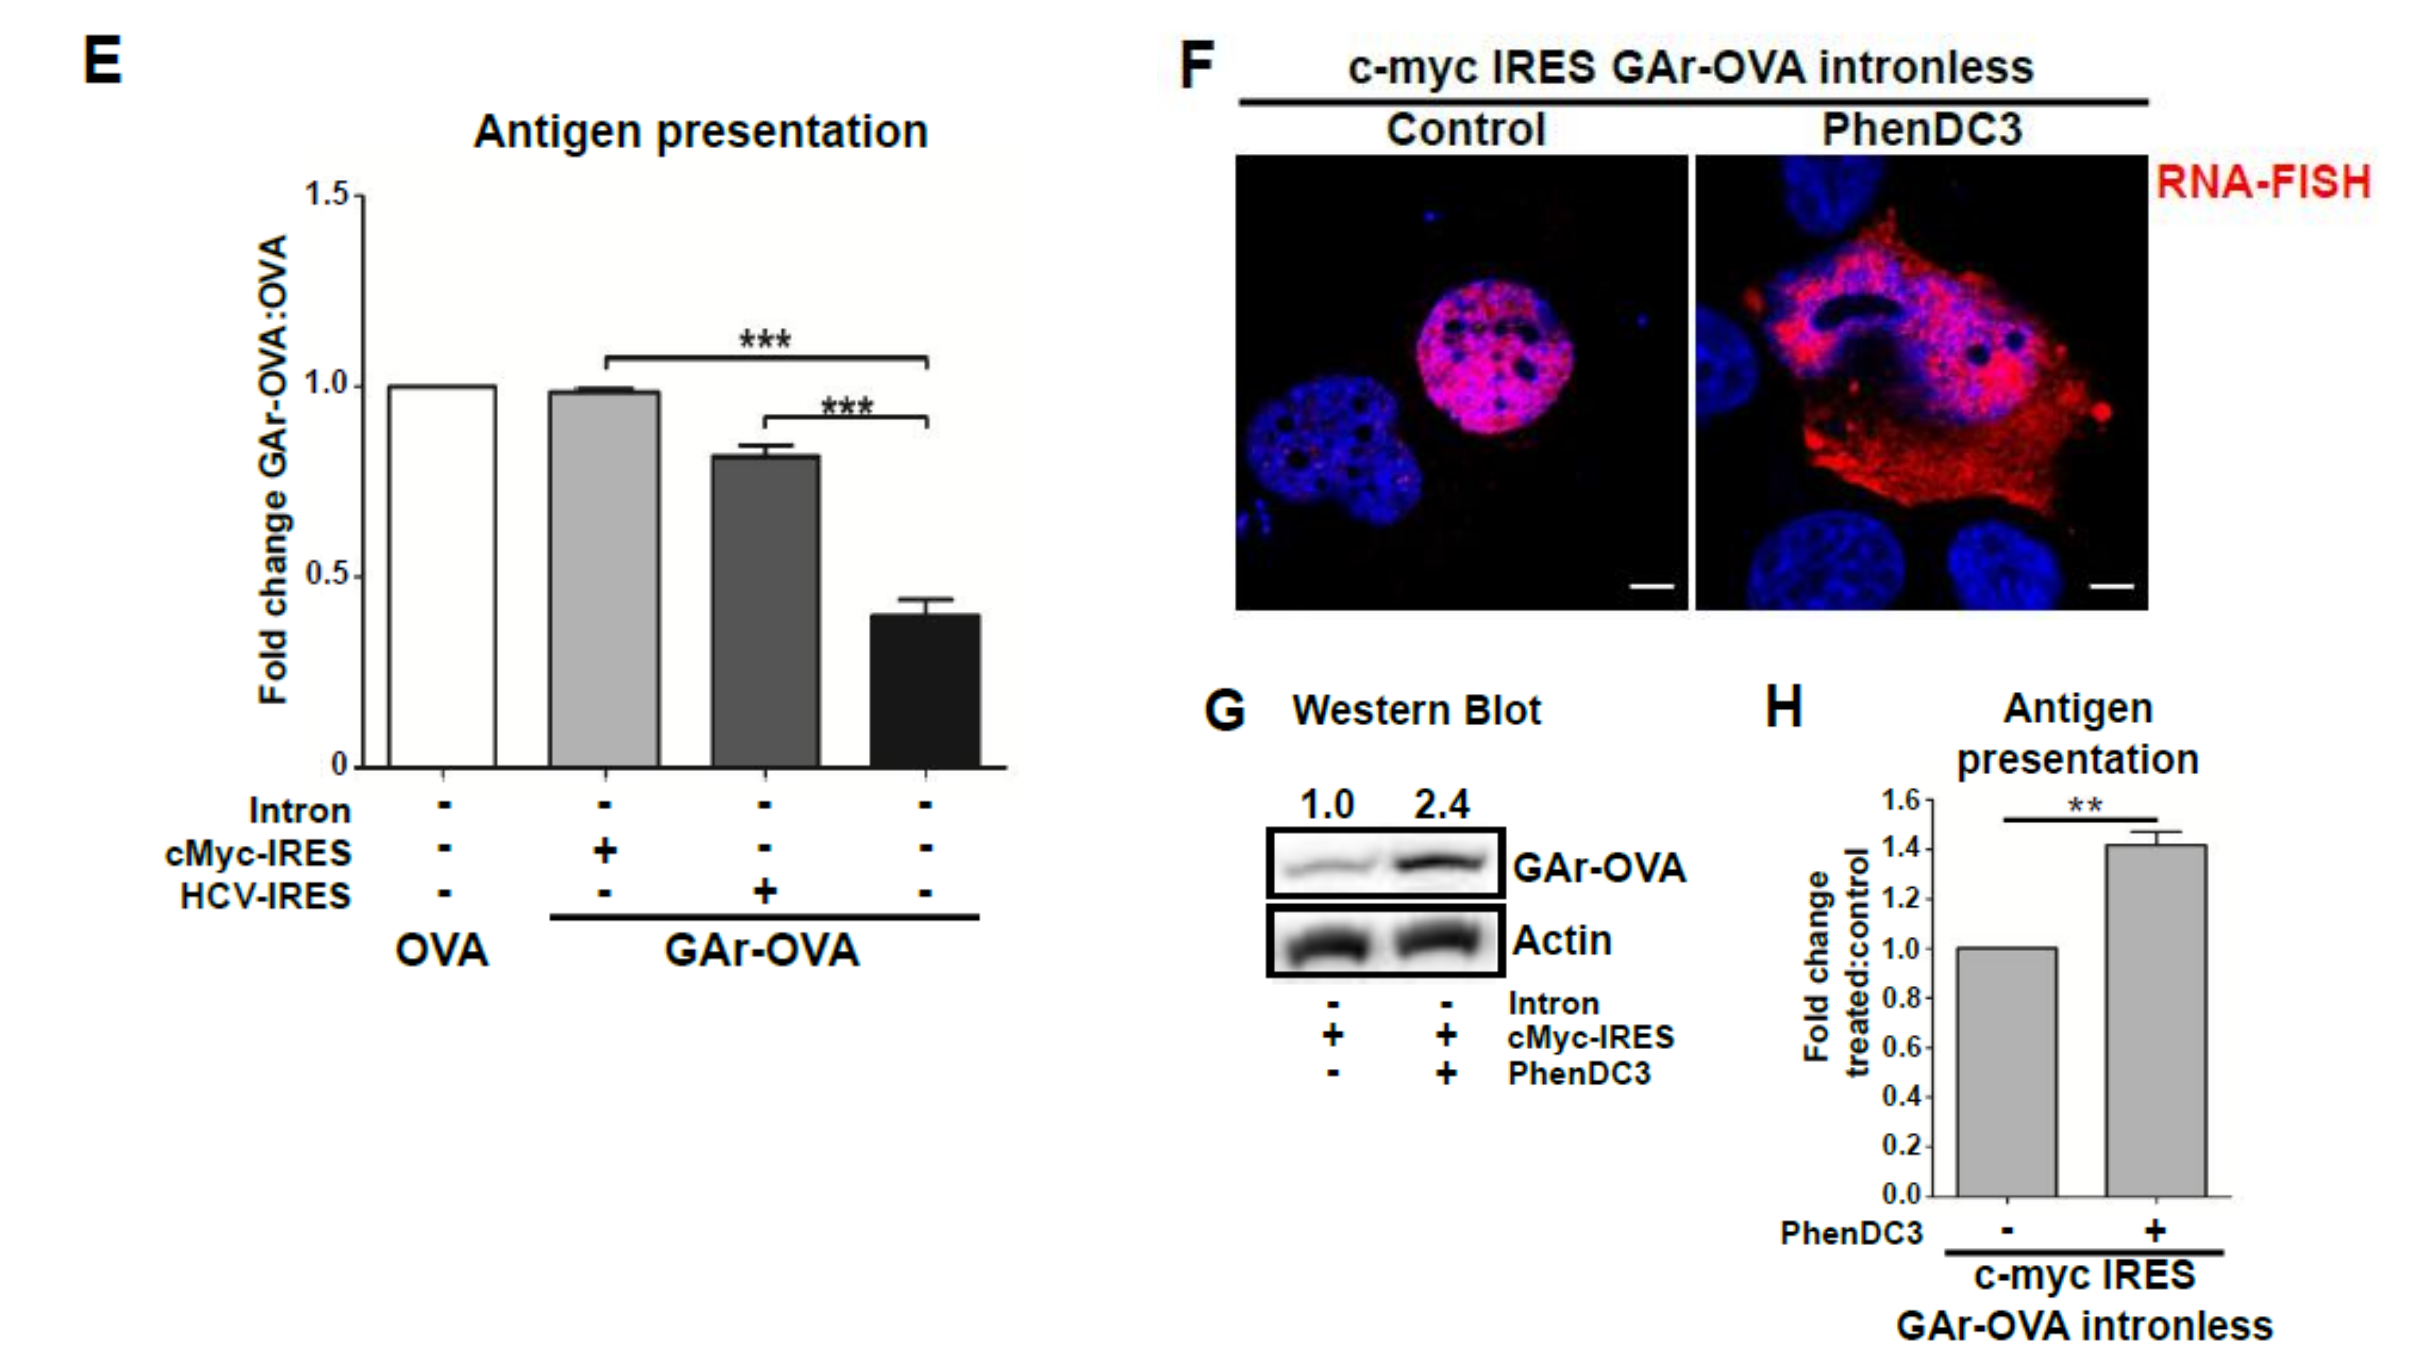 E
Antigen presentation
Fold change GAr-OVA:OVA
1.5
1.0
0.5
0
***
***
Intron - - - -
cMyc-IRES - + - -
HCV-IRES - - + -
OVA GAr-OVA
F
c-myc IRES GAr-OVA intronless
Control PhenDC3
RNA-FISH
G Western Blot
1.0 2.4
GAr-OVA
Actin
- - Intron
+ + cMyc-IRES
- + PhenDC3
H
Antigen
presentation
Fold change
treated:control
1.6
1.4
1.2
1.0
0.8
0.6
0.4
0.2
0.0
**
PhenDC3 - +
c-myc IRES
GAr-OVA intronless